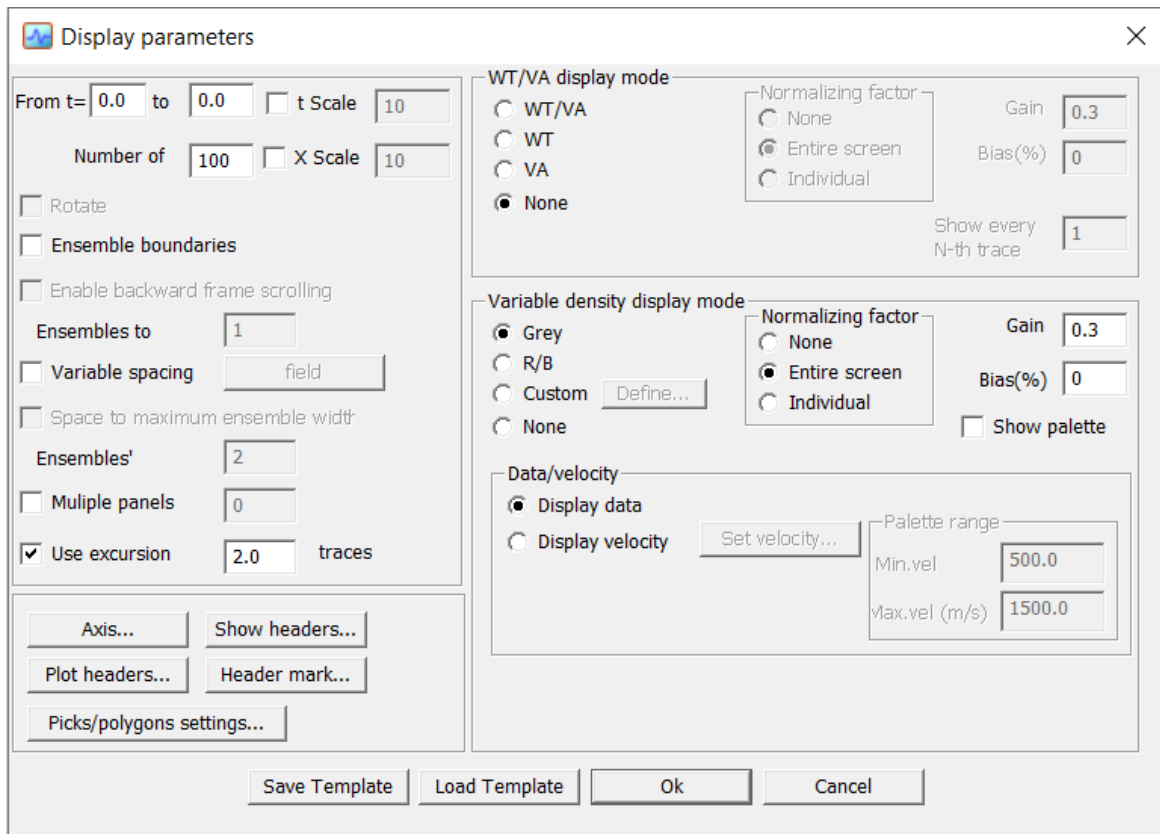 Display parameters
From t= 0.0 to 0.0 t Scale 10
Number of 100 X Scale 10
Rotate
Ensemble boundaries
Enable backward frame scrolling
Ensembles to 1
Variable spacing field
Space to maximum ensemble width
Ensembles' 2
Muliple panels 0
Use excursion 2.0 traces
Axis... Show headers...
Plot headers... Header mark...
Picks/polygons settings...
WT/VA display mode
WT/VA
WT
VA
None
Normalizing factor
None
Entire screen
Individual
Gain 0.3
Bias(%) 0
Show every
N-th trace 1
Variable density display mode
Grey
R/B
Custom Define...
None
Normalizing factor
None
Entire screen
Individual
Gain 0.3
Bias(%) 0
Show palette
Data/velocity
Display data
Display velocity Set velocity...
Palette range
Min.vel 500.0
Max.vel (m/s) 1500.0
Save Template Load Template Ok Cancel